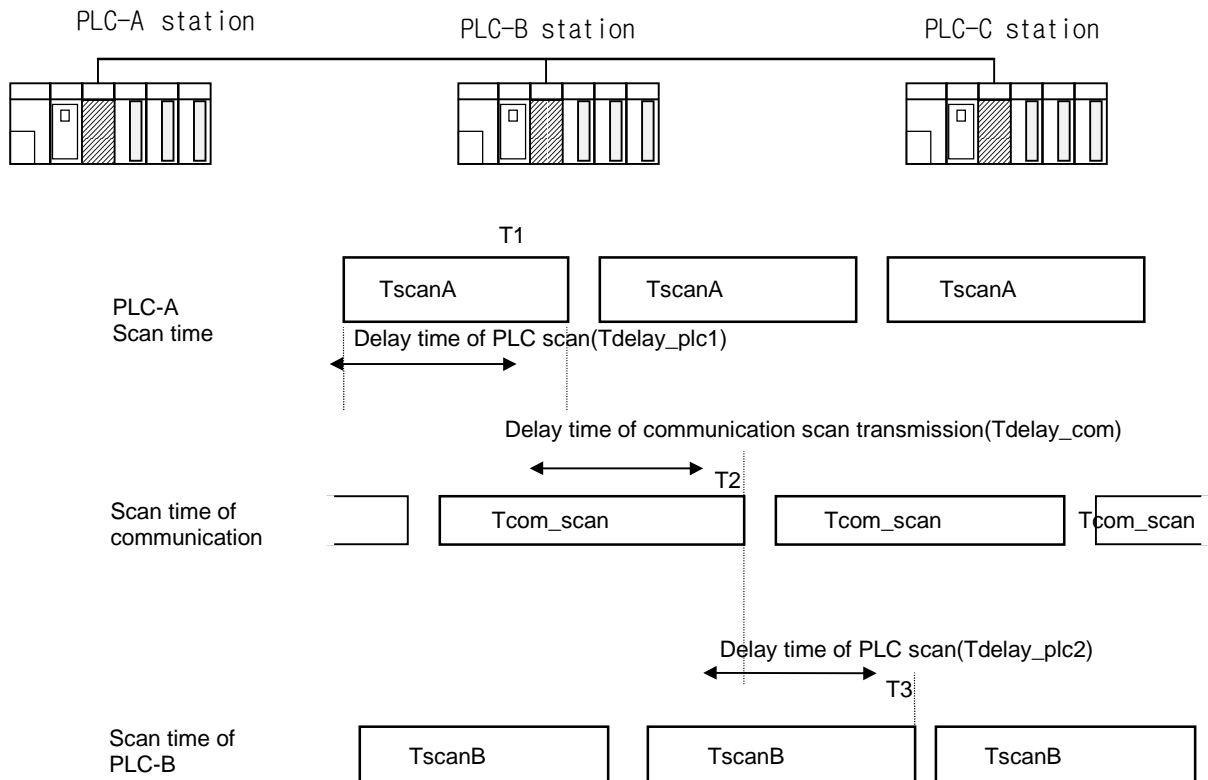 PLC-A station
PLC-B station
PLC-C station
T1
TscanA
TscanA
TscanA
PLC-A
Scan time
Delay time of PLC scan(Tdelay_plc1)
Delay time of communication scan transmission(Tdelay_com)
T2
Scan time of
communication
Tcom_scan
Tcom_scan
Tcom_scan
Delay time of PLC scan(Tdelay_plc2)
T3
Scan time of
PLC-B
TscanB
TscanB
TscanB